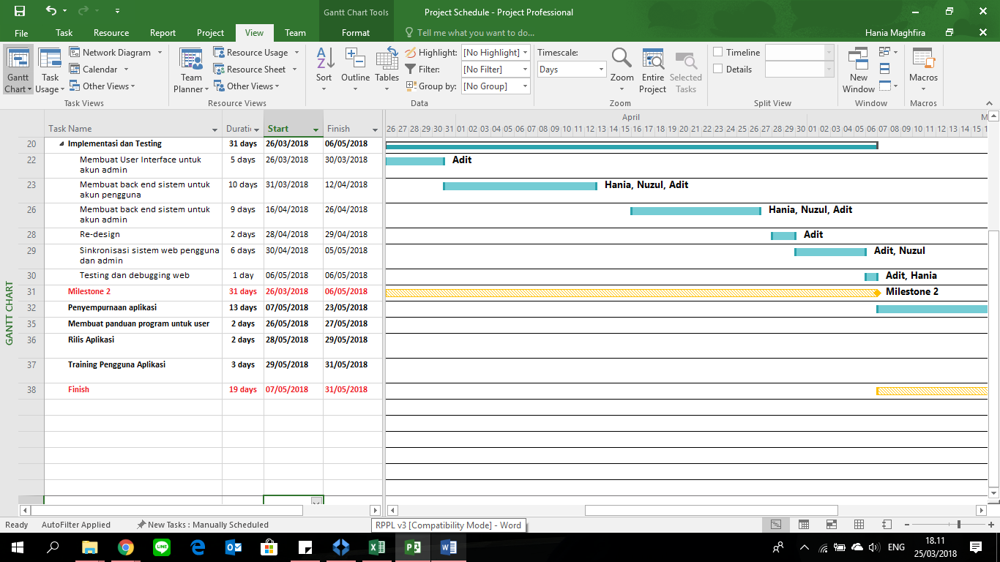 Gantt Chart Tools
Project Schedule - Project Professional
File Task Resource Report Project View Team Format Tell me what you want to do... Hania Maghfira
Gantt Chart
Task Usage
Network Diagram
Calendar
Other Views
Task Views
Team Planner
Resource Usage
Resource Sheet
Other Views
Resource Views
Sort
Outline
Tables
Highlight: [No Highlight]
Filter: [No Filter]
Group by: [No Group]
Data
Timescale:
Days
Zoom
Entire Project
Selected Tasks
Zoom
Timeline
Details
Split View
New Window
Window
Macros
Macros
April M
Task Name Durati Start Finish
26 27 28 29 30 31 01 02 03 04 05 06 07 08 09 10 11 12 13 14 15 16 17 18 19 20 21 22 23 24 25 26 27 28 29 30 01 02 03 04 05 06 07 08 09 10 11 12 13 14 15 1
20 Implementasi dan Testing 31 days 26/03/2018 06/05/2018
22 Membuat User Interface untuk 5 days 26/03/2018 30/03/2018 Adit
akun admin
23 Membuat back end sistem untuk 10 days 31/03/2018 12/04/2018 Hania, Nuzul, Adit
akun pengguna
26 Membuat back end sistem untuk 9 days 16/04/2018 26/04/2018 Hania, Nuzul, Adit
akun admin
28 Re-design 2 days 28/04/2018 29/04/2018 Adit
29 Sinkronisasi sistem web pengguna 6 days 30/04/2018 05/05/2018 Adit, Nuzul
dan admin
30 Testing dan debugging web 1 day 06/05/2018 06/05/2018 Adit, Hania
31 Milestone 2 31 days 26/03/2018 06/05/2018 Milestone 2
32 Penyempurnaan aplikasi 13 days 07/05/2018 23/05/2018
35 Membuat panduan program untuk user 2 days 26/05/2018 27/05/2018
36 Rilis Aplikasi 2 days 28/05/2018 29/05/2018
37 Training Pengguna Aplikasi 3 days 29/05/2018 31/05/2018
38 Finish 19 days 07/05/2018 31/05/2018
GANTT CHART
Ready AutoFilter Applied New Tasks : Manually Scheduled RPPL v3 [Compatibility Mode] - Word
LINE
ENG
18.11
25/03/2018